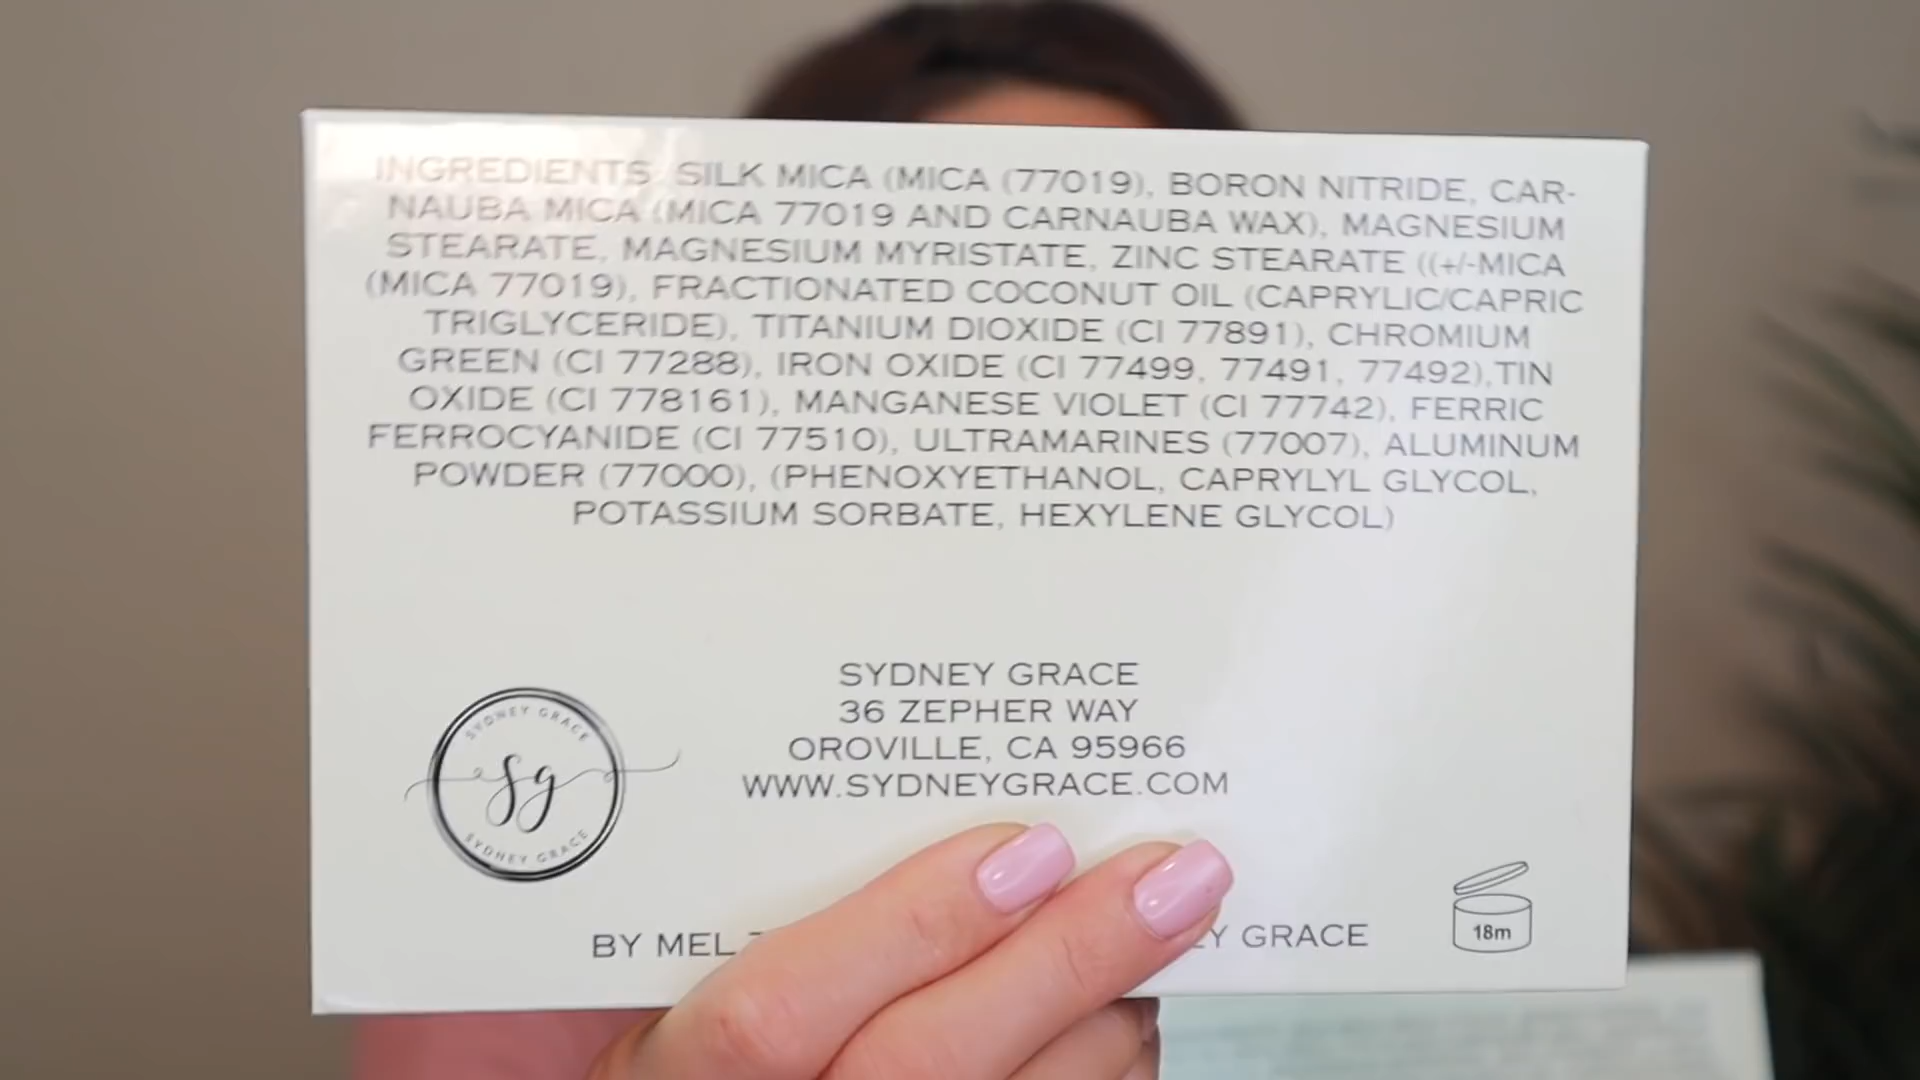 INGREDIENTS: SILK MICA (MICA (77019), BORON NITRIDE, CAR-
NAUBA MICA (MICA 77019 AND CARNAUBA WAX), MAGNESIUM
STEARATE, MAGNESIUM MYRISTATE, ZINC STEARATE ((+/-MICA
(MICA 77019), FRACTIONATED COCONUT OIL (CAPRYLIC/CAPRIC
TRIGLYCERIDE), TITANIUM DIOXIDE (CI 77891), CHROMIUM
GREEN (CI 77288), IRON OXIDE (CI 77499, 77491, 77492),TIN
OXIDE (CI 778161), MANGANESE VIOLET (CI 77742), FERRIC
FERROCYANIDE (CI 77510), ULTRAMARINES (77007), ALUMINUM
POWDER (77000), (PHENOXYETHANOL, CAPRYLYL GLYCOL,
POTASSIUM SORBATE, HEXYLENE GLYCOL)
SYDNEY GRACE
36 ZEPHER WAY
OROVILLE, CA 95966
WWW.SYDNEYGRACE.COM
SYDNEY GRACE
sg
SYDNEY GRACE
BY MEL GRACE
18m